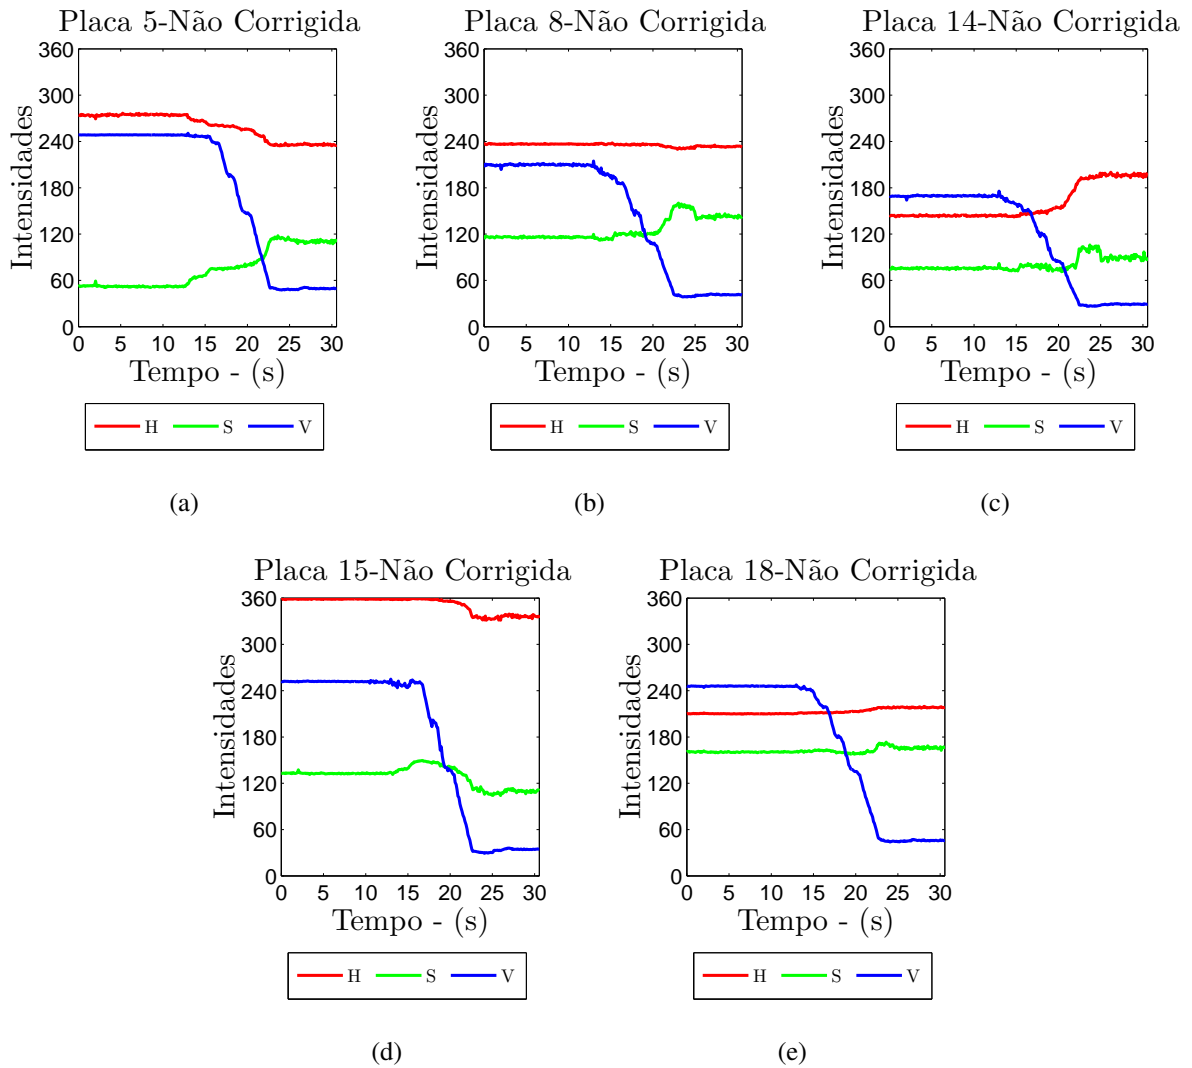 Placa 5-Não Corrigida
Intensidades
360
300
240
180
120
60
0
0 5 10 15 20 25 30
Tempo - (s)
H S V
(a)
Placa 8-Não Corrigida
Intensidades
360
300
240
180
120
60
0
0 5 10 15 20 25 30
Tempo - (s)
H S V
(b)
Placa 14-Não Corrigida
Intensidades
360
300
240
180
120
60
0
0 5 10 15 20 25 30
Tempo - (s)
H S V
(c)
Placa 15-Não Corrigida
Intensidades
360
300
240
180
120
60
0
0 5 10 15 20 25 30
Tempo - (s)
H S V
(d)
Placa 18-Não Corrigida
Intensidades
360
300
240
180
120
60
0
0 5 10 15 20 25 30
Tempo - (s)
H S V
(e)